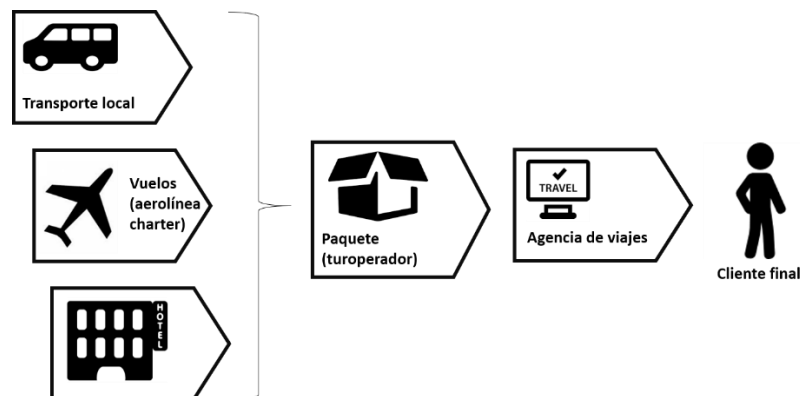 Transporte local
Vuelos
(aerolínea
charter)
HOTEL
Paquete
(turoperador)
TRAVEL
Agencia de viajes
Cliente final